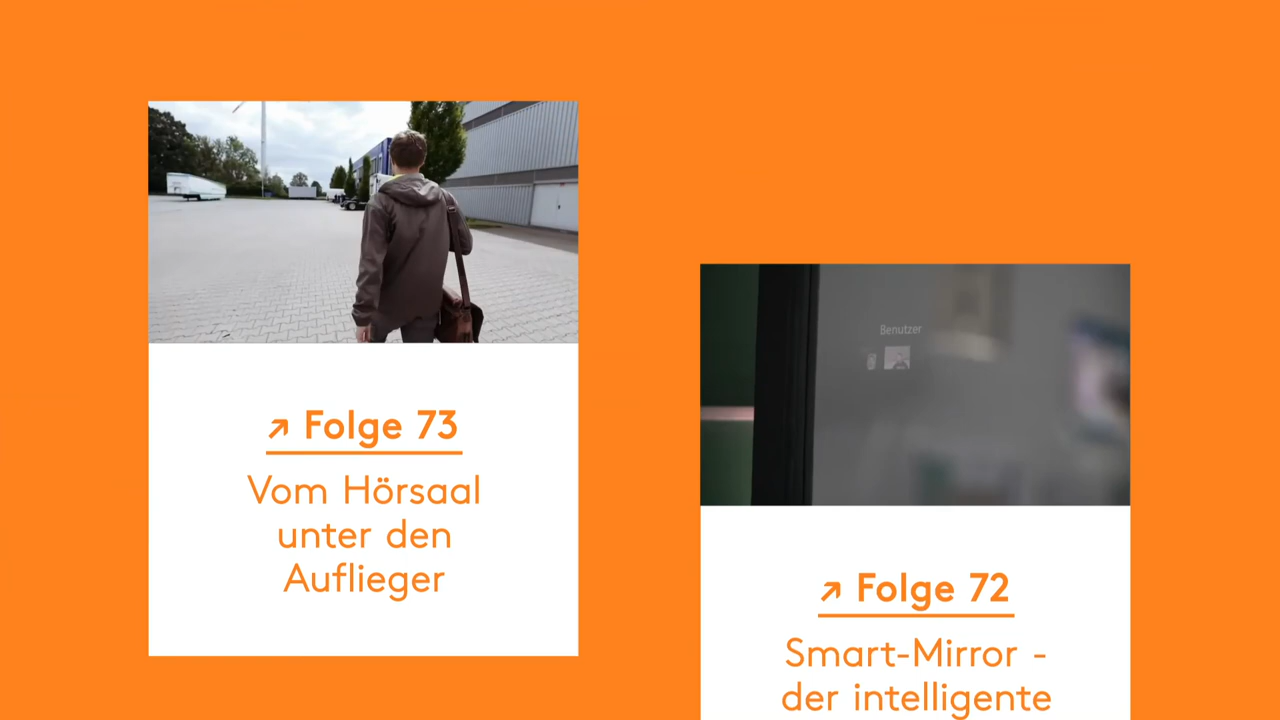 ↗ Folge 73
Vom Hörsaal
unter den
Auflieger
Benutzer
↗ Folge 72
Smart-Mirror -
der intelligente